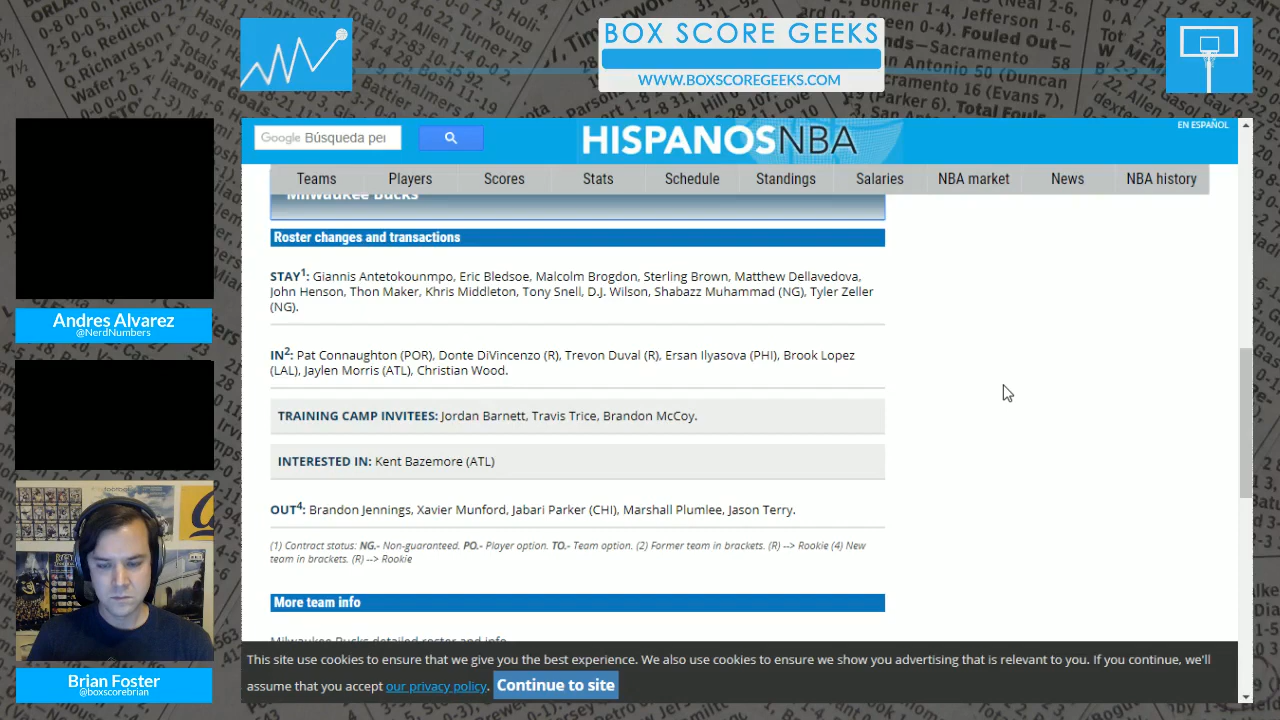 BOX SCORE GEEKS
WWW.BOXSCOREGEEKS.COM
Google Búsqueda per
HISPANOSNBA
EN ESPAÑOL
Teams Players Scores Stats Schedule Standings Salaries NBA market News NBA history
Milwaukee Bucks
Roster changes and transactions
STAY1: Giannis Antetokounmpo, Eric Bledsoe, Malcolm Brogdon, Sterling Brown, Matthew Dellavedova,
John Henson, Thon Maker, Khris Middleton, Tony Snell, D.J. Wilson, Shabazz Muhammad (NG), Tyler Zeller
(NG).
IN2: Pat Connaughton (POR), Donte DiVincenzo (R), Trevon Duval (R), Ersan Ilyasova (PHI), Brook Lopez
(LAL), Jaylen Morris (ATL), Christian Wood.
TRAINING CAMP INVITEES: Jordan Barnett, Travis Trice, Brandon McCoy.
INTERESTED IN: Kent Bazemore (ATL)
OUT4: Brandon Jennings, Xavier Munford, Jabari Parker (CHI), Marshall Plumlee, Jason Terry.
(1) Contract status: NG.- Non-guaranteed. PO.- Player option. TO.- Team option. (2) Former team in brackets. (R) --> Rookie (4) New
team in brackets. (R) --> Rookie
More team info
Milwaukee Bucks detailed roster and info
This site use cookies to ensure that we give you the best experience. We also use cookies to ensure we show you advertising that is relevant to you. If you continue, we'll
assume that you accept our privacy policy. Continue to site
Andres Alvarez
@NerdNumbers
Brian Foster
@boxscorebrian